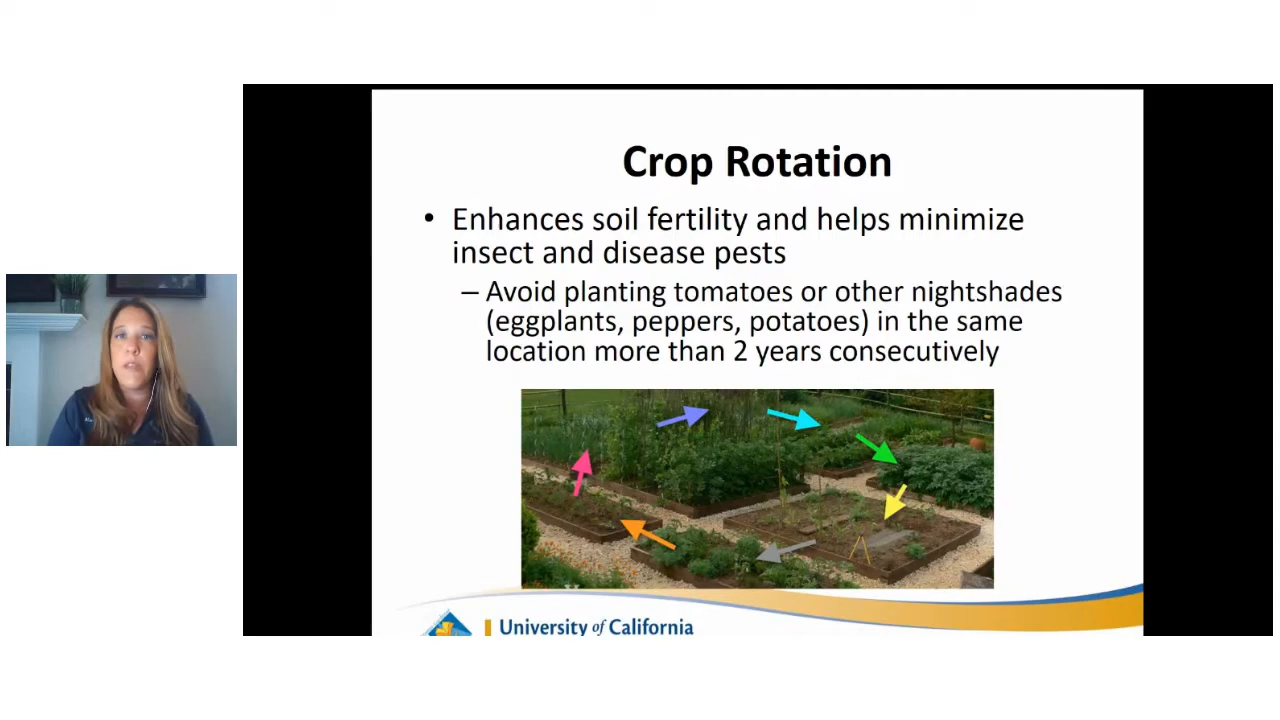 Crop Rotation
• Enhances soil fertility and helps minimize
insect and disease pests
– Avoid planting tomatoes or other nightshades
(eggplants, peppers, potatoes) in the same
location more than 2 years consecutively
University of California